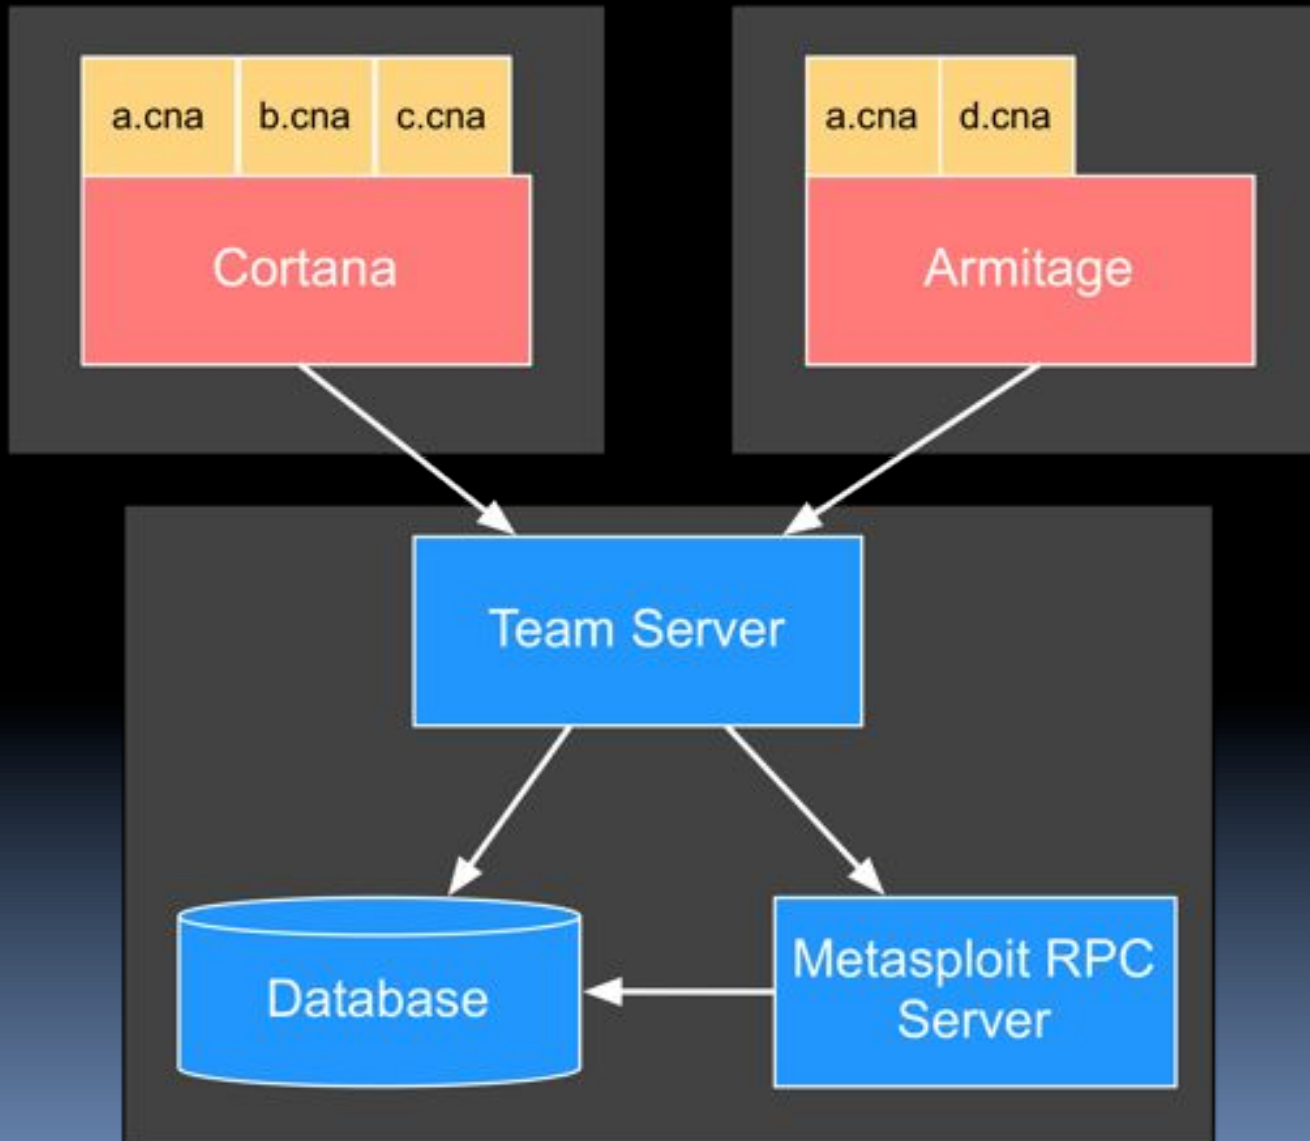 a.cna b.cna c.cna
a.cna d.cna
Cortana
Armitage
Team Server
Database
Metasploit RPC
Server